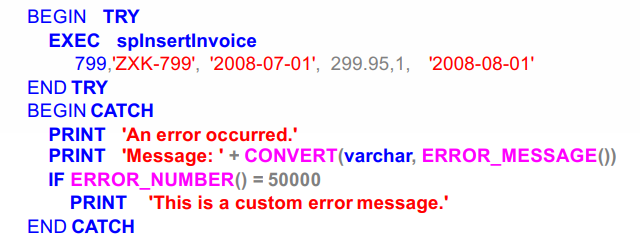 BEGIN TRY
EXEC spInsertInvoice
799,'ZXK-799', '2008-07-01', 299.95,1, '2008-08-01'
END TRY
BEGIN CATCH
PRINT 'An error occurred.'
PRINT 'Message: ' + CONVERT(varchar, ERROR_MESSAGE())
IF ERROR_NUMBER() = 50000
PRINT 'This is a custom error message.'
END CATCH